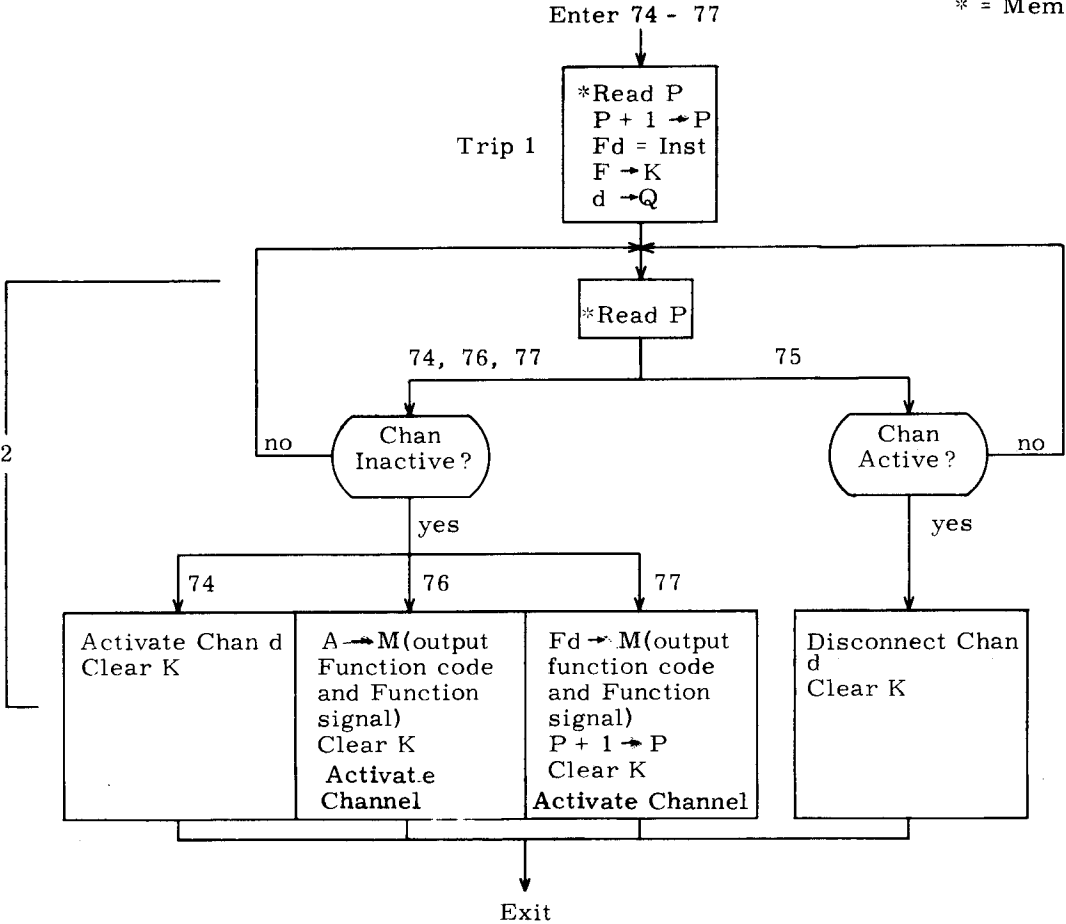 Enter 74 - 77
* = Mem
Trip 1
*Read P
P + 1 → P
Fd = Inst
F → K
d → Q
*Read P
74, 76, 77
75
2
no
Chan
Inactive?
Chan
Active?
no
yes
yes
74
76
77
Activate Chan d
Clear K
A → M(output
Function code
and Function
signal)
Clear K
Activate
Channel
Fd → M(output
function code
and Function
signal)
P + 1 → P
Clear K
Activate Channel
Disconnect Chan
d
Clear K
Exit